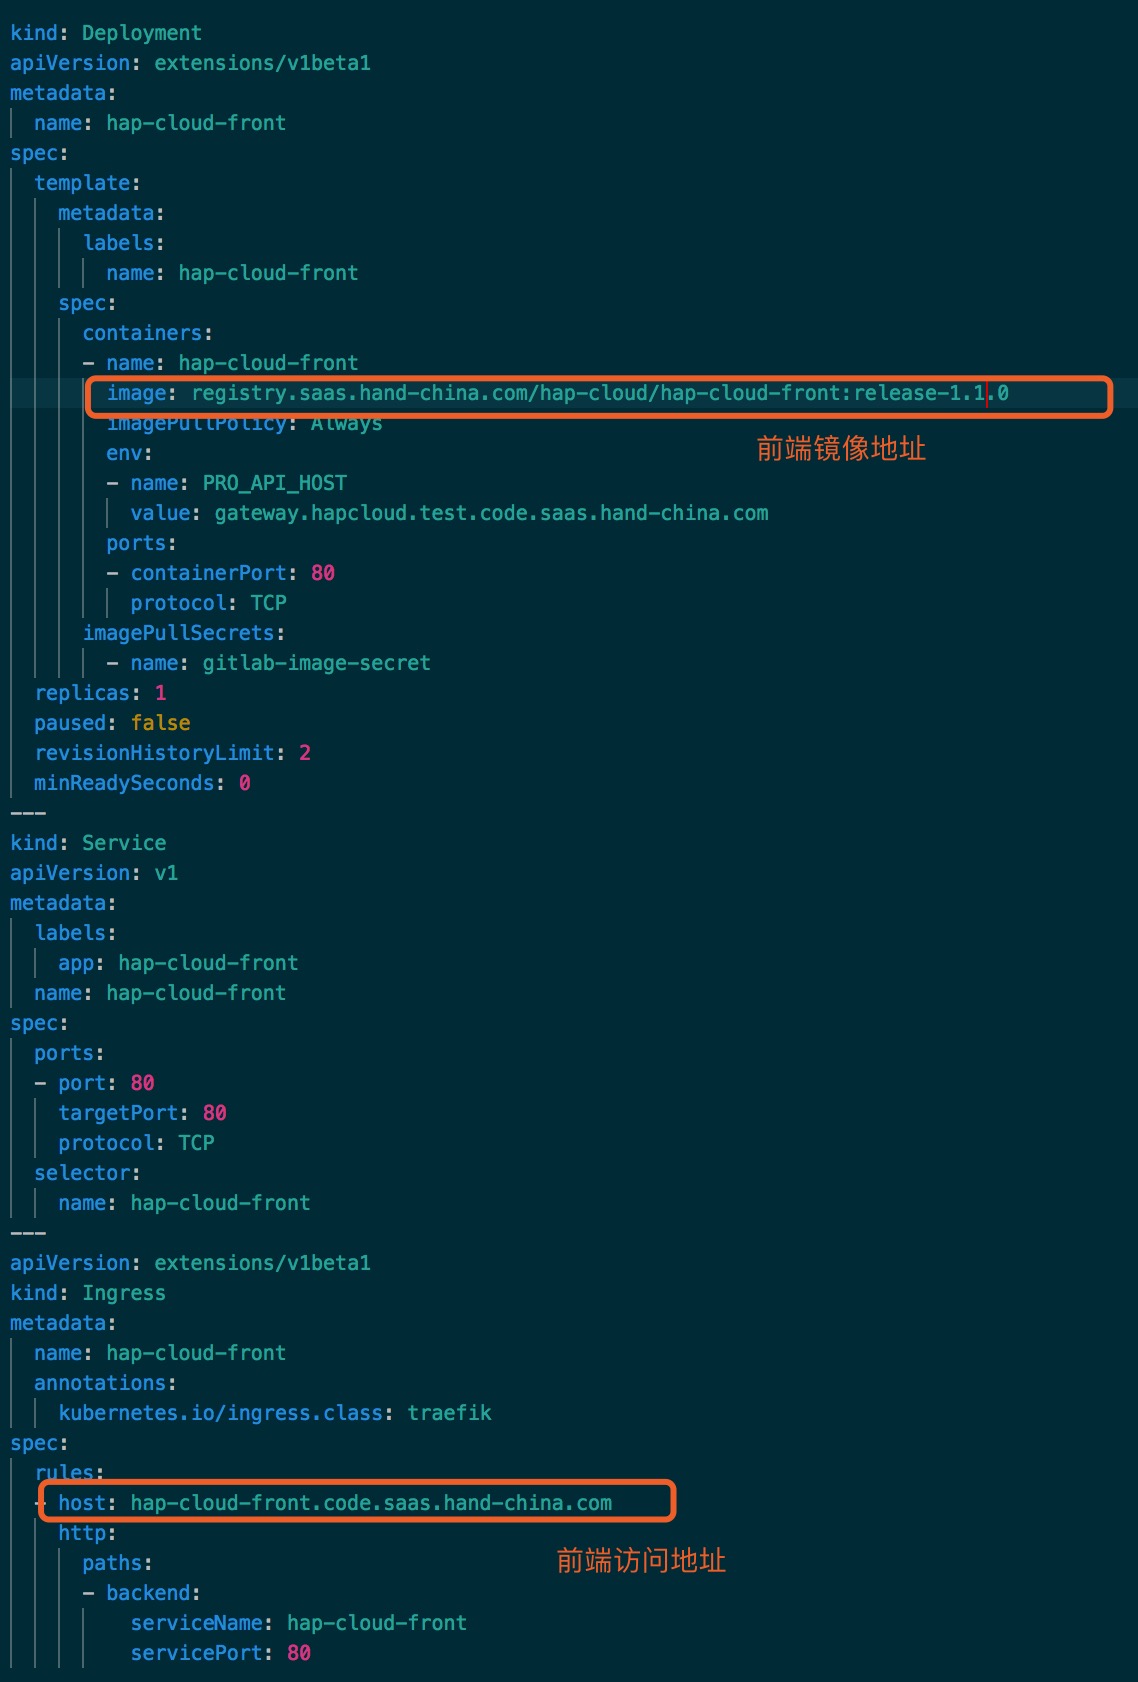 kind: Deployment
apiVersion: extensions/v1beta1
metadata:
  name: hap-cloud-front
spec:
  template:
    metadata:
      labels:
        name: hap-cloud-front
    spec:
      containers:
      - name: hap-cloud-front
        image: registry.saas.hand-china.com/hap-cloud/hap-cloud-front:release-1.1.0
        imagePullPolicy: Always
前端镜像地址
        env:
        - name: PRO_API_HOST
          value: gateway.hapcloud.test.code.saas.hand-china.com
        ports:
        - containerPort: 80
          protocol: TCP
      imagePullSecrets:
        - name: gitlab-image-secret
  replicas: 1
  paused: false
  revisionHistoryLimit: 2
  minReadySeconds: 0
---
kind: Service
apiVersion: v1
metadata:
  labels:
    app: hap-cloud-front
  name: hap-cloud-front
spec:
  ports:
  - port: 80
    targetPort: 80
    protocol: TCP
  selector:
    name: hap-cloud-front
---
apiVersion: extensions/v1beta1
kind: Ingress
metadata:
  name: hap-cloud-front
  annotations:
    kubernetes.io/ingress.class: traefik
spec:
  rules:
  - host: hap-cloud-front.code.saas.hand-china.com
    http:
前端访问地址
      paths:
      - backend:
          serviceName: hap-cloud-front
          servicePort: 80